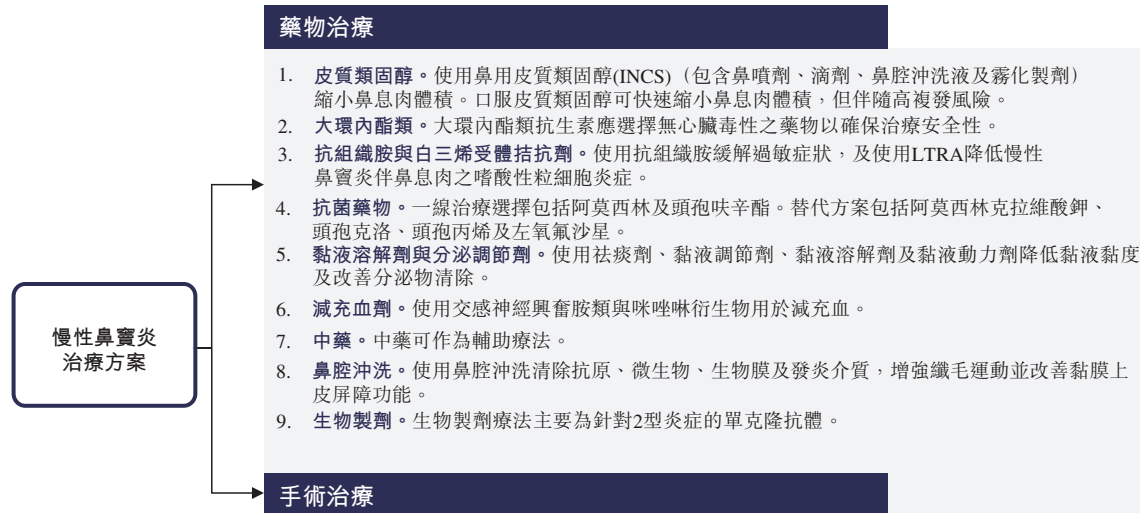 藥物治療
1. 皮質類固醇。使用鼻用皮質類固醇(INCS)（包含鼻噴劑、滴劑、鼻腔沖洗液及霧化製劑）
縮小鼻息肉體積。口服皮質類固醇可快速縮小鼻息肉體積，但伴隨高複發風險。
2. 大環內酯類。大環內酯類抗生素應選擇無心臟毒性之藥物以確保治療安全性。
3. 抗組織胺與白三烯受體拮抗劑。使用抗組織胺緩解過敏症狀，及使用LTRA降低慢性
鼻竇炎伴鼻息肉之嗜酸性粒細胞炎症。
4. 抗菌藥物。一線治療選擇包括阿莫西林及頭孢呋辛酯。替代方案包括阿莫西林克拉維酸鉀、
頭孢克洛、頭孢丙烯及左氧氟沙星。
5. 黏液溶解劑與分泌調節劑。使用祛痰劑、黏液調節劑、黏液溶解劑及黏液動力劑降低黏液黏度
及改善分泌物清除。
6. 減充血劑。使用交感神經興奮胺類與咪唑啉衍生物用於減充血。
7. 中藥。中藥可作為輔助療法。
8. 鼻腔沖洗。使用鼻腔沖洗清除抗原、微生物、生物膜及發炎介質，增強纖毛運動並改善黏膜上
皮屏障功能。
9. 生物製劑。生物製劑療法主要為針對2型炎症的單克隆抗體。
慢性鼻竇炎
治療方案
手術治療